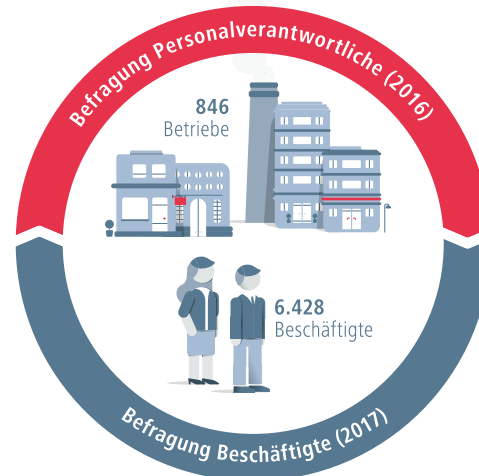 Befragung Personalverantwortliche (2016)
846
Betriebe
6.428
Beschäftigte
Befragung Beschäftigte (2017)